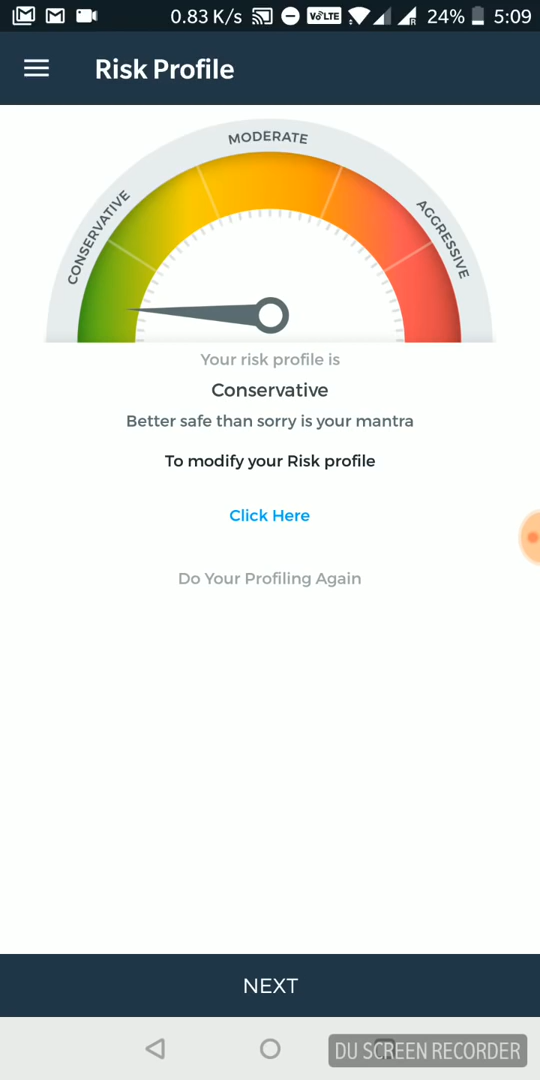 0.83 K/s VoLTE R 24% 5:09
Risk Profile
CONSERVATIVE
MODERATE
AGGRESSIVE
Your risk profile is
Conservative
Better safe than sorry is your mantra
To modify your Risk profile
Click Here
Do Your Profiling Again
NEXT
DU SCREEN RECORDER